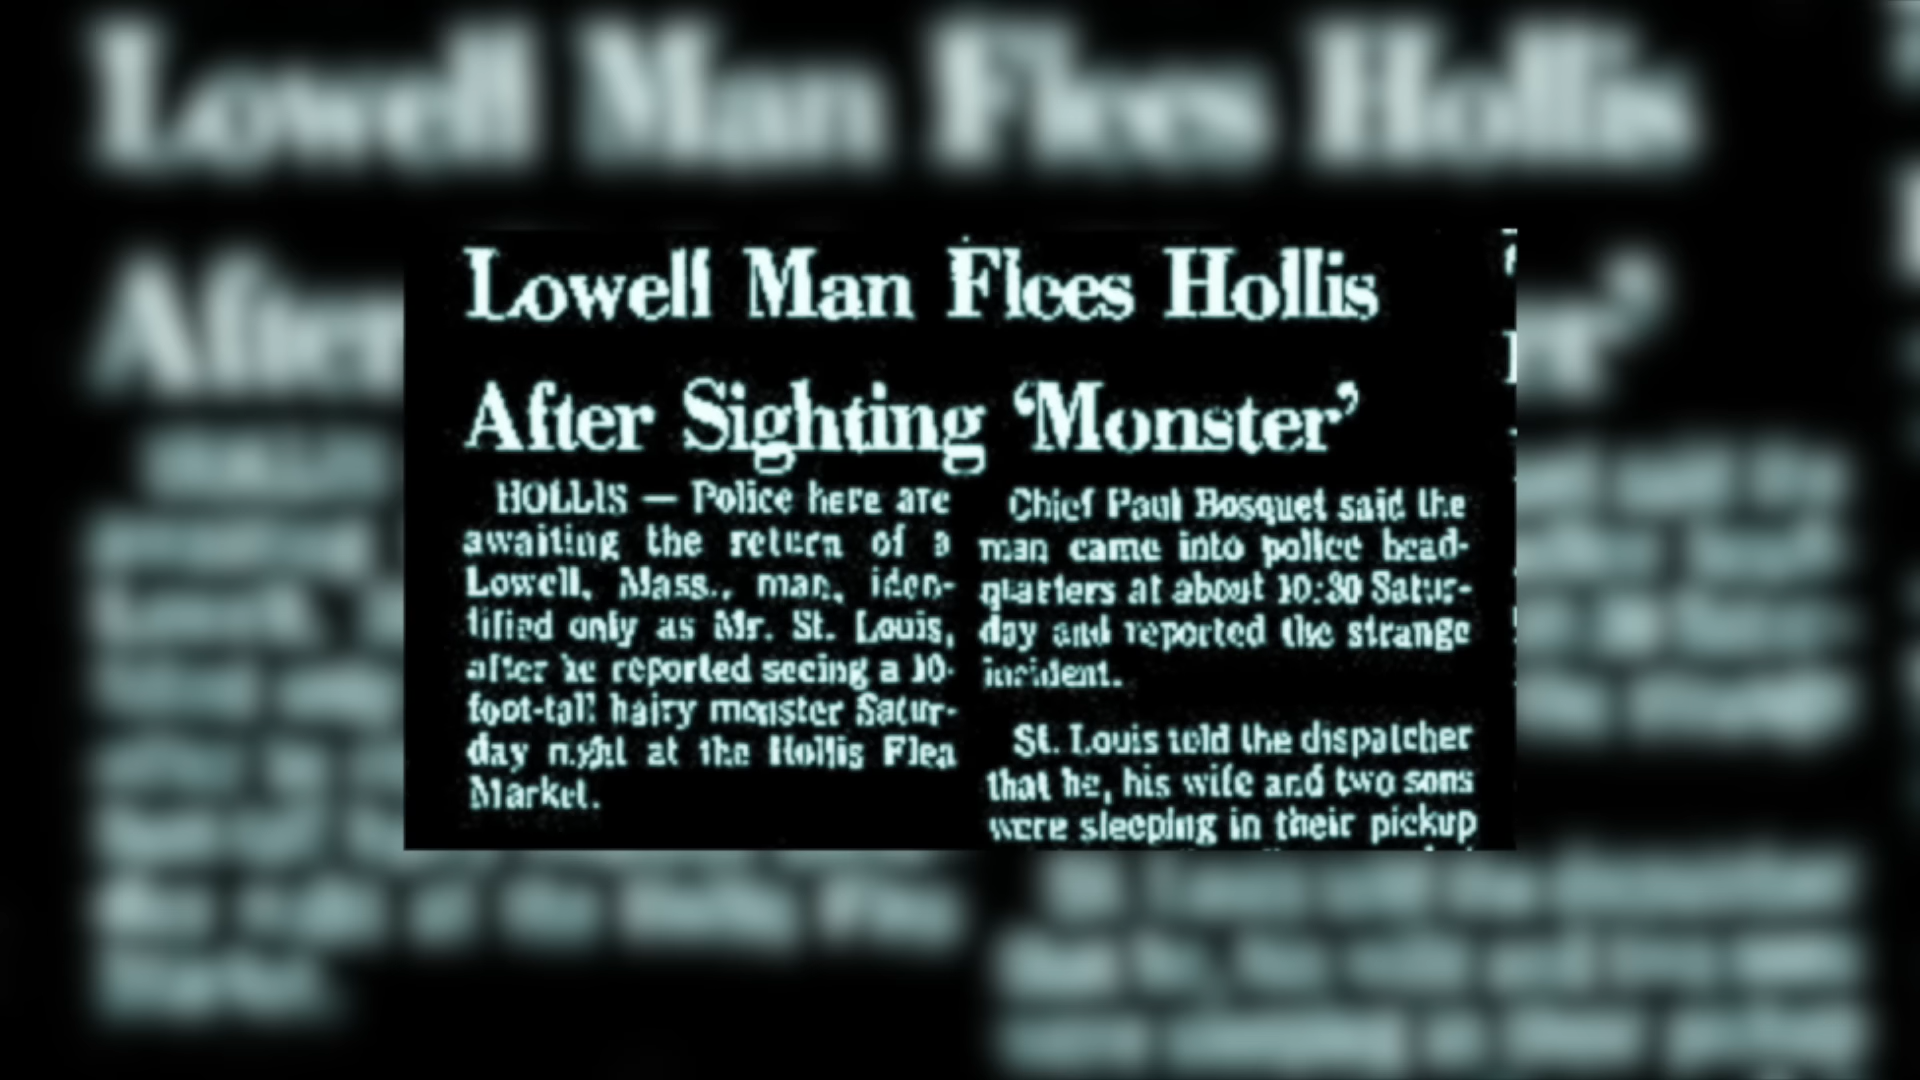 Lowell Man Flees Hollis
After Sighting ‘Monster’
HOLLIS — Police here are
awaiting the return of a
Lowell, Mass., man, iden-
tified only as Mr. St. Louis,
after he reported seeing a 10-
foot-tall hairy monster Satur-
day night at the Hollis Flea
Market.
Chief Paul Bosquet said the
man came into police head-
quarters at about 10:30 Satur-
day and reported the strange
incident.
St. Louis told the dispatcher
that he, his wife and two sons
were sleeping in their pickup